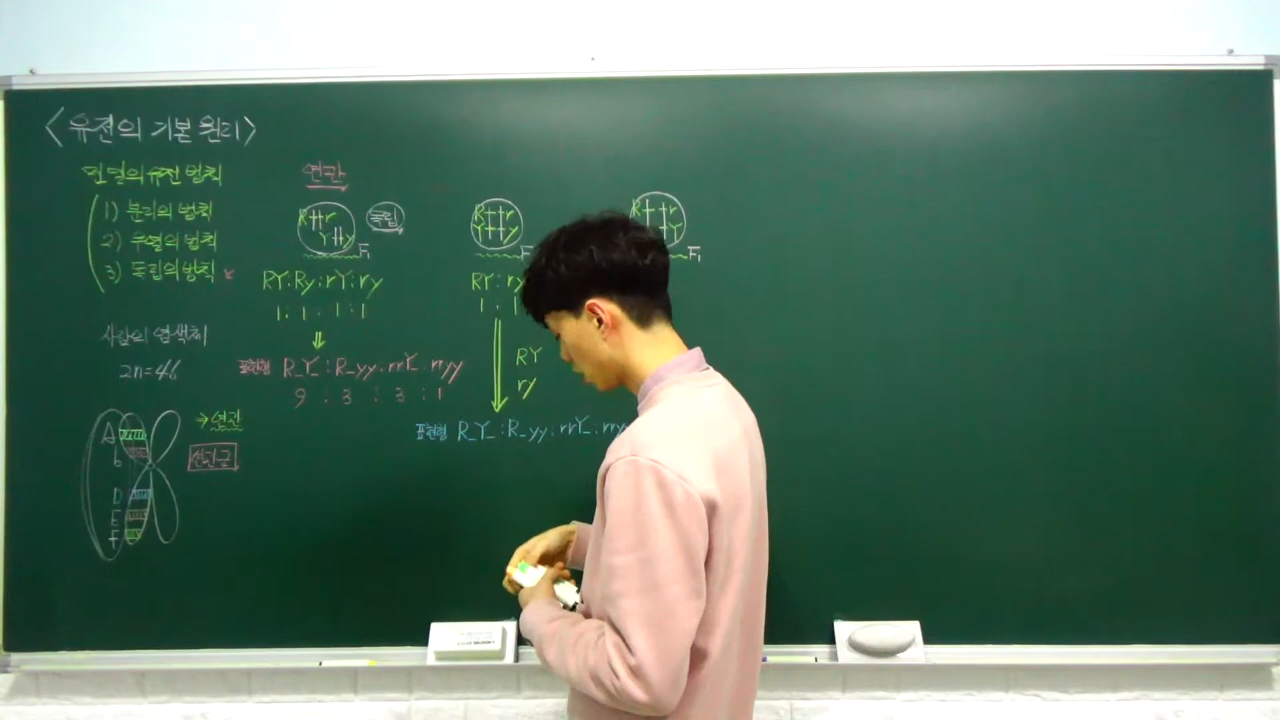 <유전의 기본 원리>
멘델의 유전 법칙
1) 분리의 법칙
2) 우열의 법칙
3) 독립의 법칙 x
사람의 염색체
2n=46
A
b
D
E
F
→ 연관
연관군
연관
R r
Y y
F₁
독립
RY : Ry : rY : ry
1 : 1 : 1 : 1
표현형 R_Y_ : R_yy : rrY_ : rryy
9 : 3 : 3 : 1
R r
Y y
F
RY : ry
1 : 1
RY
ry
표현형 R_Y_ : R_yy : rrY_ : rryy
R r
Y
F₁